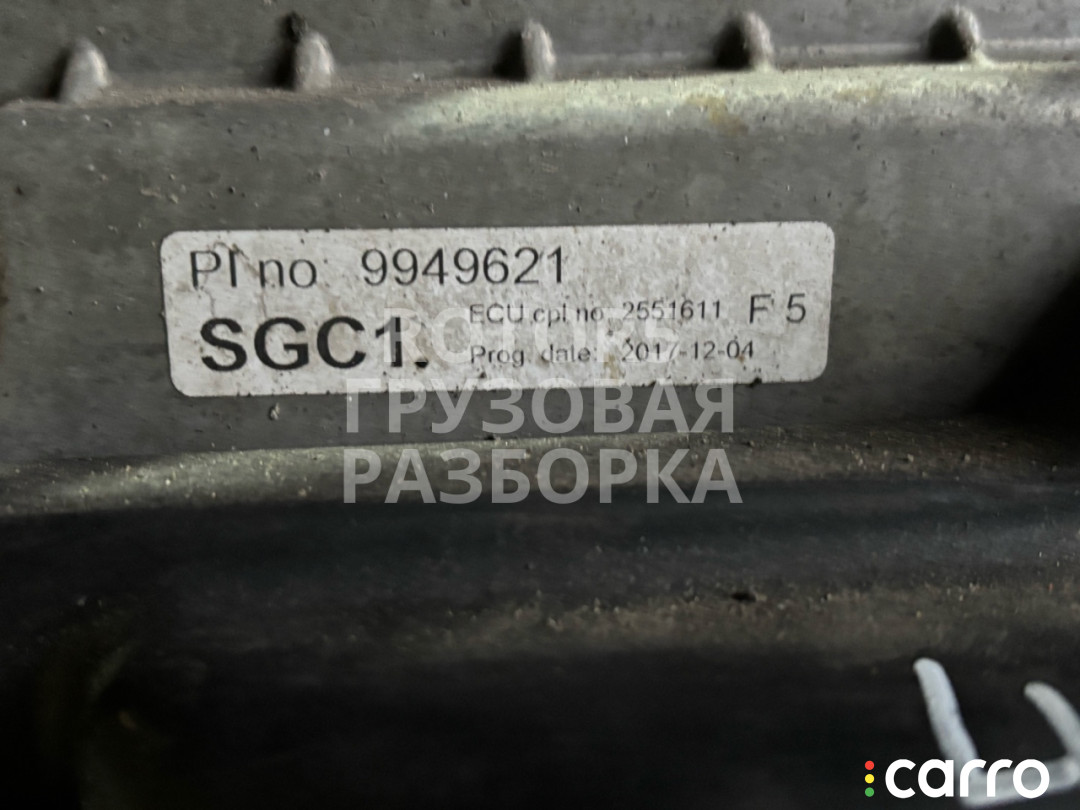 PI no: 9949621
SGC1.
ECU cpl no: 2551611 F 5
Prog. date: 2017-12-04
ГРУЗОВАЯ
РАЗБОРКА
carro